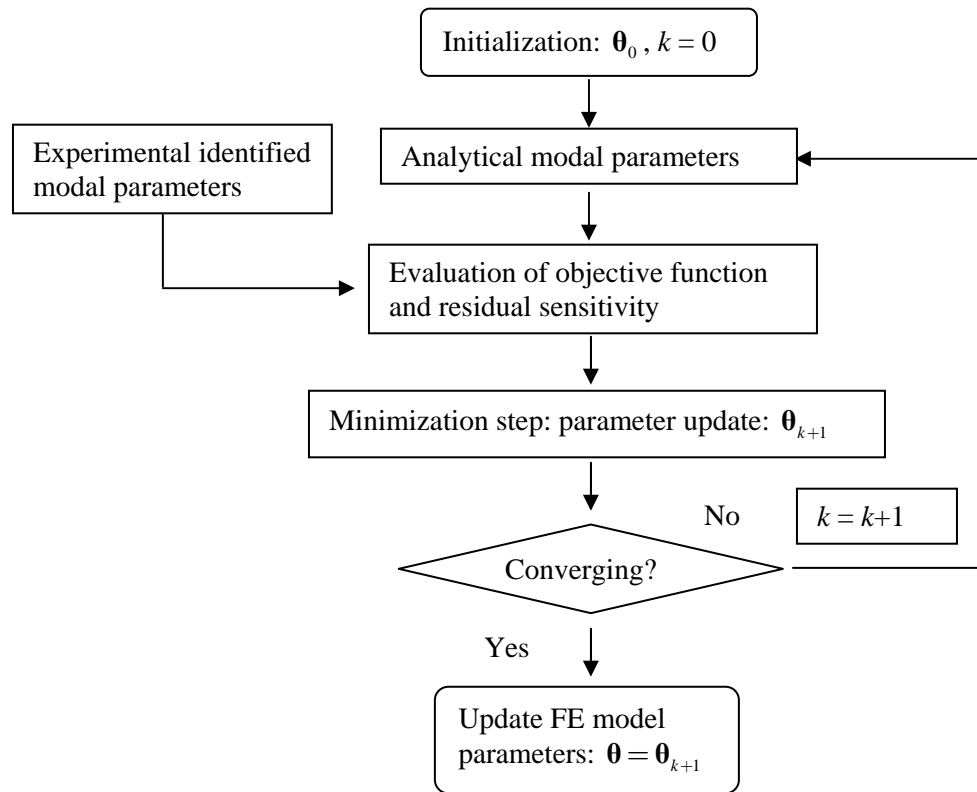 Initialization: θ₀ , k = 0
Experimental identified
modal parameters
Analytical modal parameters
Evaluation of objective function
and residual sensitivity
Minimization step: parameter update: θₖ₊₁
No
k = k+1
Converging?
Yes
Update FE model
parameters: θ = θₖ₊₁